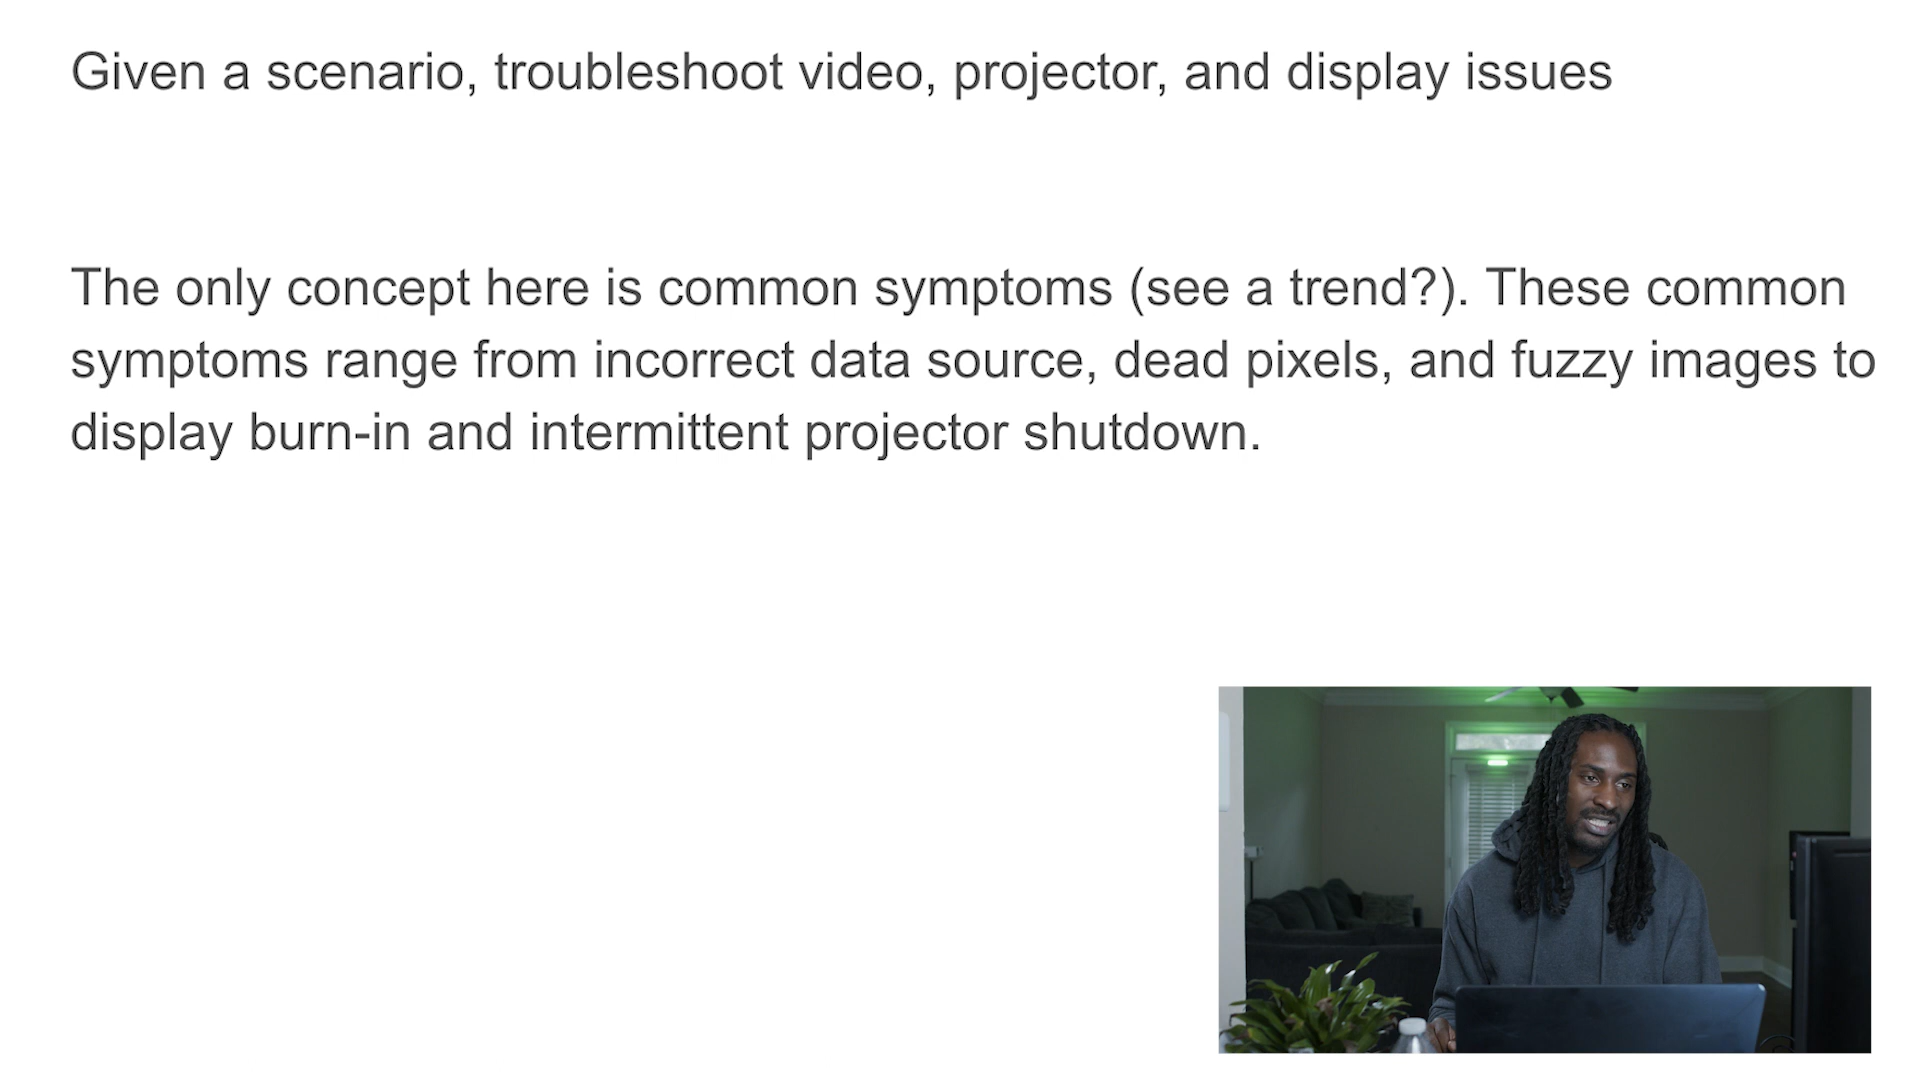 Given a scenario, troubleshoot video, projector, and display issues
The only concept here is common symptoms (see a trend?). These common
symptoms range from incorrect data source, dead pixels, and fuzzy images to
display burn-in and intermittent projector shutdown.